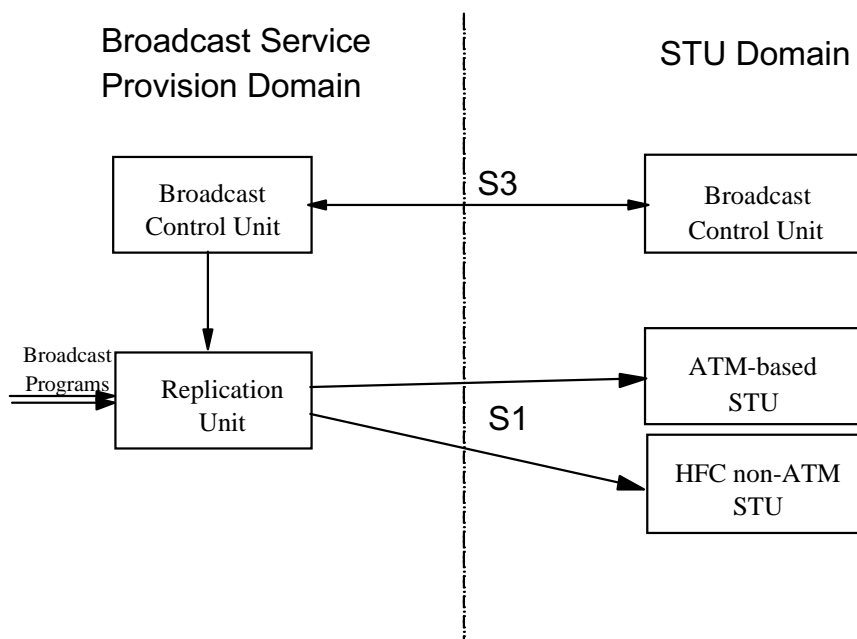 Broadcast Service
Provision Domain
STU Domain
Broadcast
Control Unit
S3
Broadcast
Control Unit
Broadcast
Programs
Replication
Unit
ATM-based
STU
S1
HFC non-ATM
STU